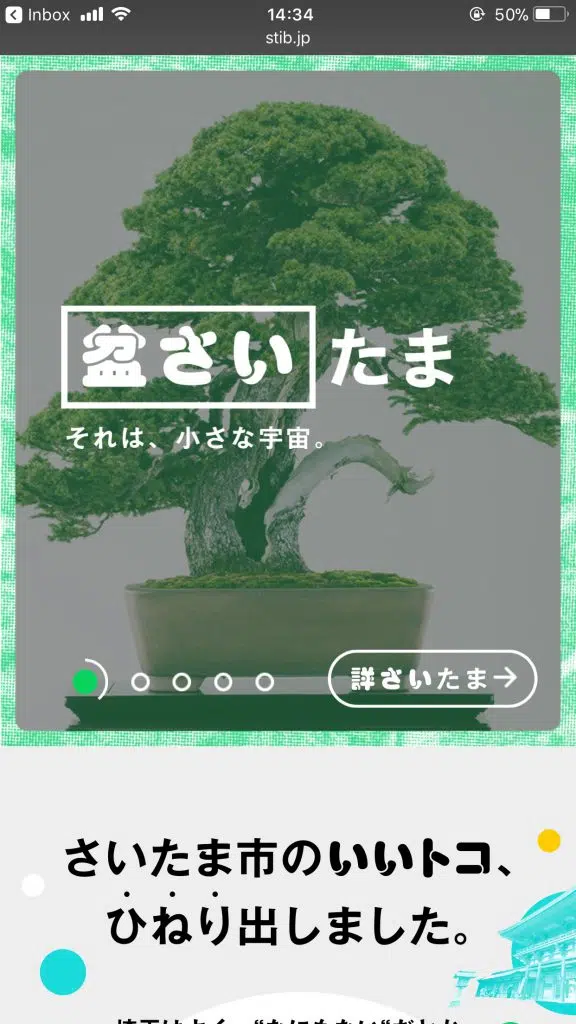 Inbox 14:34 50%
stib.jp
盆さいたま
それは、小さな宇宙。
詳さいたま→
さいたま市のいいトコ、
ひねり出しました。